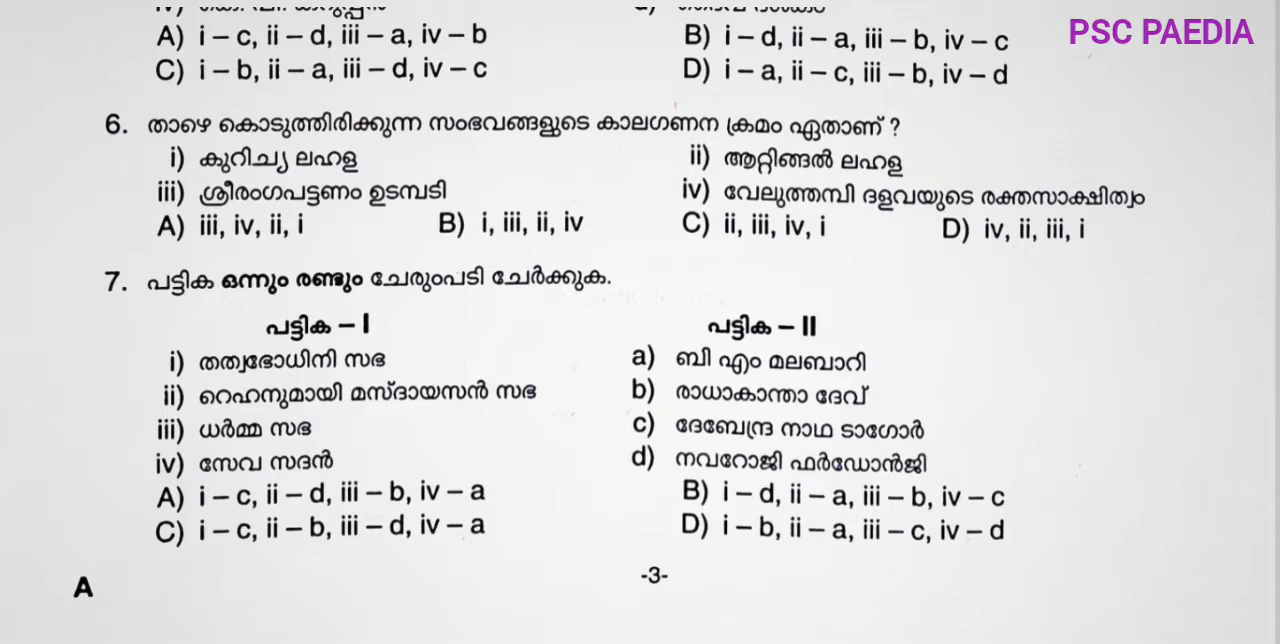 A) i – c, ii – d, iii – a, iv – b B) i – d, ii – a, iii – b, iv – c PSC PAEDIA
C) i – b, ii – a, iii – d, iv – c D) i – a, ii – c, iii – b, iv – d
6. താഴെ കൊടുത്തിരിക്കുന്ന സംഭവങ്ങളുടെ കാലഗണന ക്രമം ഏതാണ് ?
i) കുറിച്യ ലഹള ii) ആറ്റിങ്ങൽ ലഹള
iii) ശ്രീരംഗപട്ടണം ഉടമ്പടി iv) വേലുത്തമ്പി ദളവയുടെ രക്തസാക്ഷിത്വം
A) iii, iv, ii, i B) i, iii, ii, iv C) ii, iii, iv, i D) iv, ii, iii, i
7. പട്ടിക ഒന്നും രണ്ടും ചേരുംപടി ചേർക്കുക.
പട്ടിക – I പട്ടിക – II
i) തത്വഭോധിനി സഭ a) ബി എം മലബാറി
ii) റെഹനുമായി മസ്ദായസൻ സഭ b) രാധാകാന്താ ദേവ്
iii) ധർമ്മ സഭ c) ദേബേന്ദ്ര നാഥ ടാഗോർ
iv) സേവ സദൻ d) നവറോജി ഫർഡോൻജി
A) i – c, ii – d, iii – b, iv – a B) i – d, ii – a, iii – b, iv – c
C) i – c, ii – b, iii – d, iv – a D) i – b, ii – a, iii – c, iv – d
-3-
A